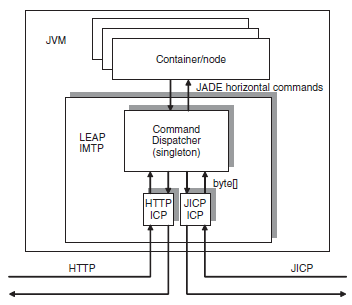 JVM
Container/node
JADE horizontal commands
LEAP
IMTP
Command
Dispatcher
(singleton)
byte[]
HTTP
ICP
JICP
ICP
HTTP
JICP